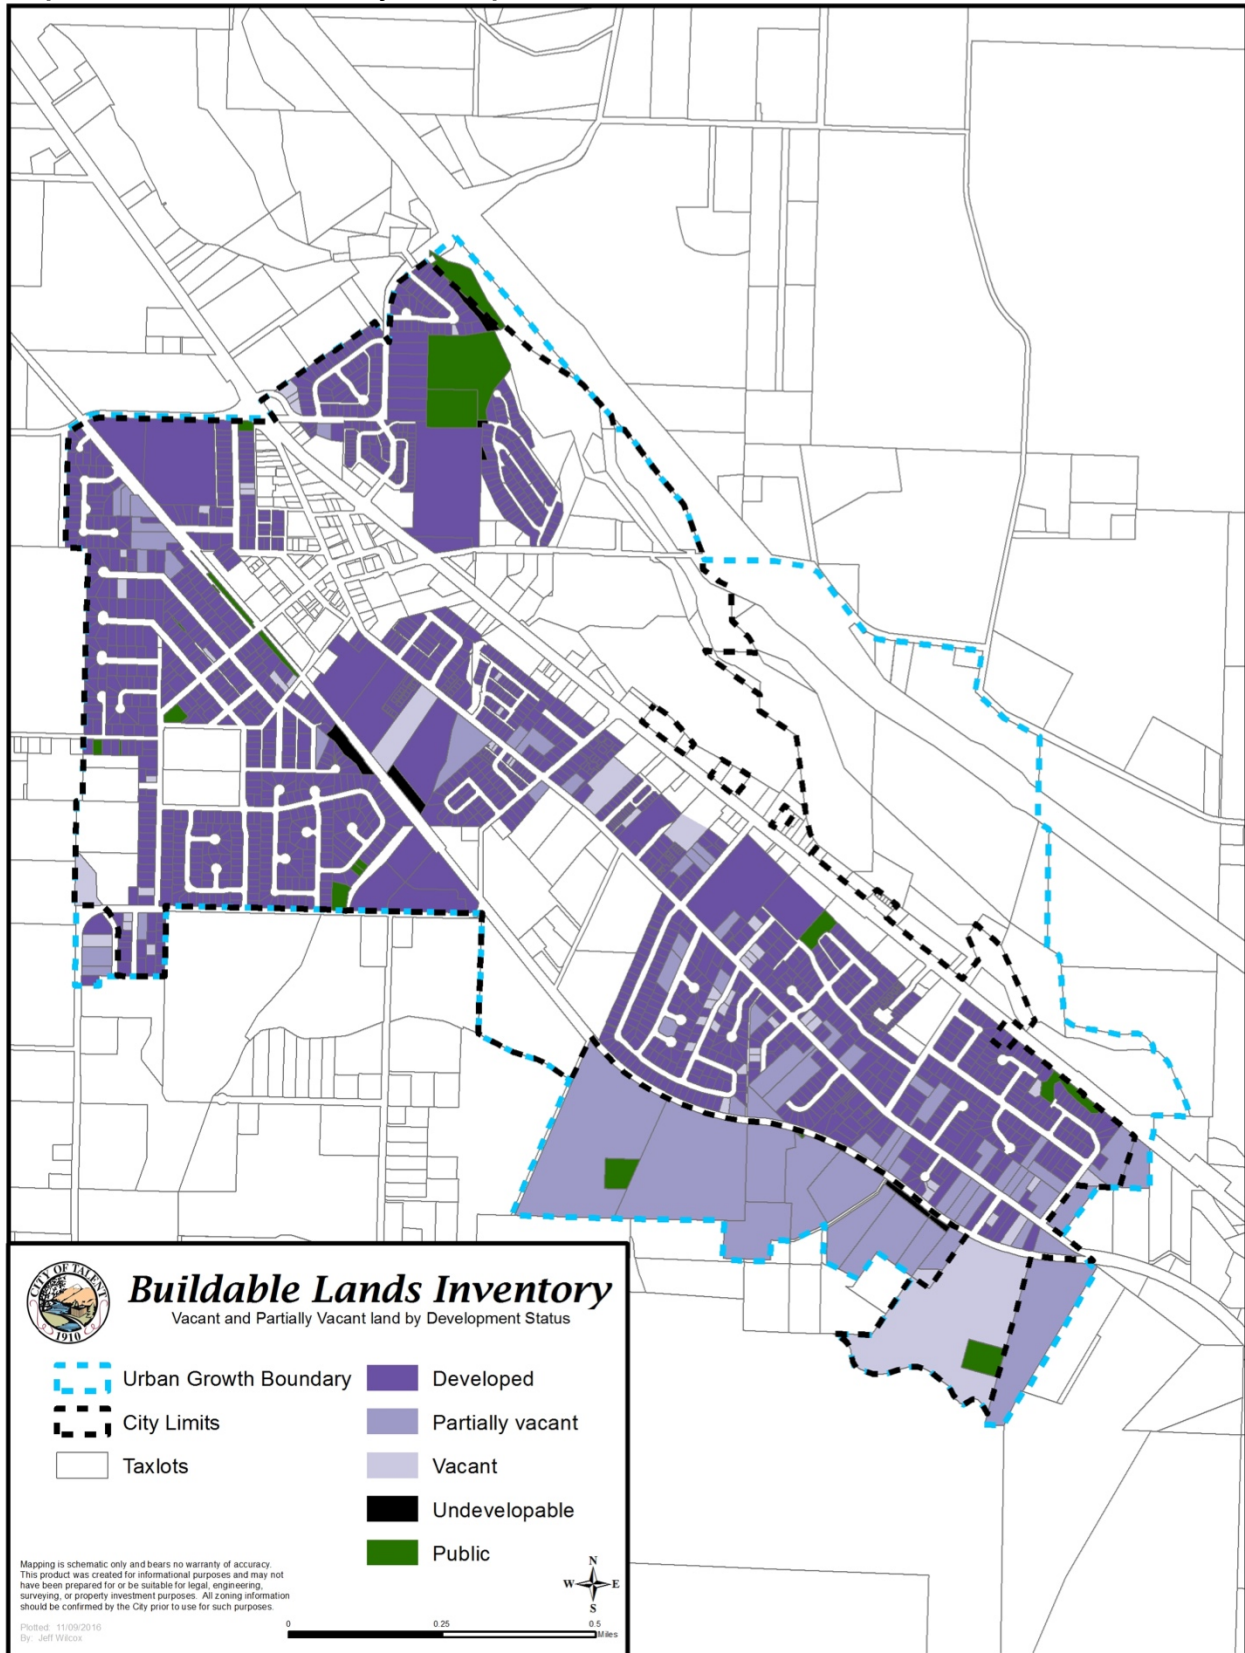 CITY OF TALENT
1910
Buildable Lands Inventory
Vacant and Partially Vacant land by Development Status
Urban Growth Boundary
City Limits
Taxlots
Developed
Partially vacant
Vacant
Undevelopable
Public
Mapping is schematic only and bears no warranty of accuracy.
This product was created for informational purposes and may not
have been prepared for or be suitable for legal, engineering,
surveying, or property investment purposes. All zoning information
should be confirmed by the City prior to use for such purposes.
Plotted: 11/09/2016
By: Jeff Wilcox
N
W E
S
0 0.25 0.5
Miles